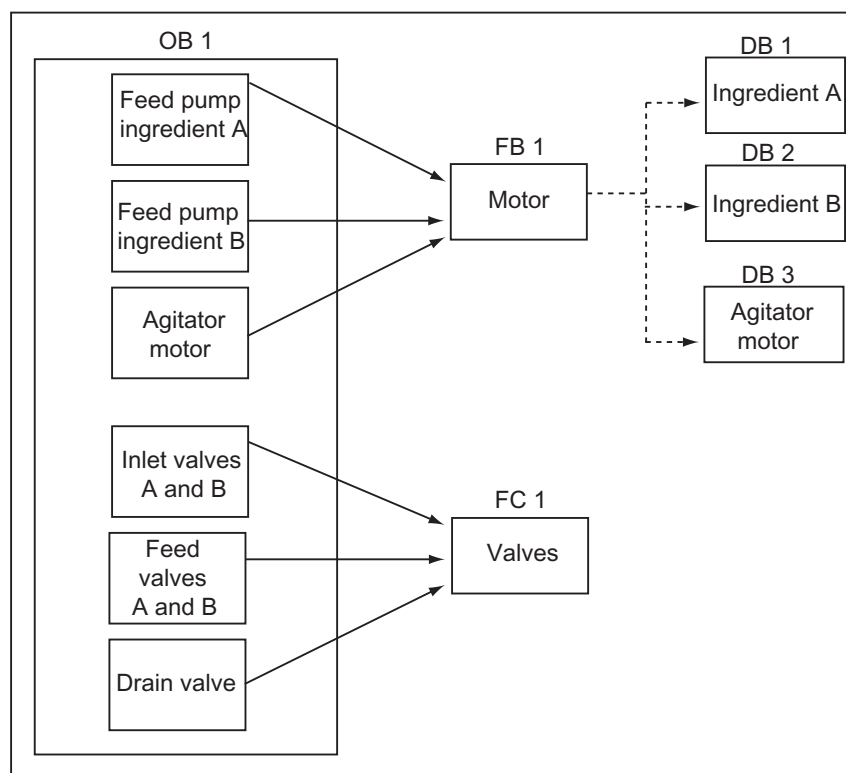 OB 1
Feed pump
ingredient A
Feed pump
ingredient B
Agitator
motor
Inlet valves
A and B
Feed
valves
A and B
Drain valve
FB 1
Motor
FC 1
Valves
DB 1
Ingredient A
DB 2
Ingredient B
DB 3
Agitator
motor